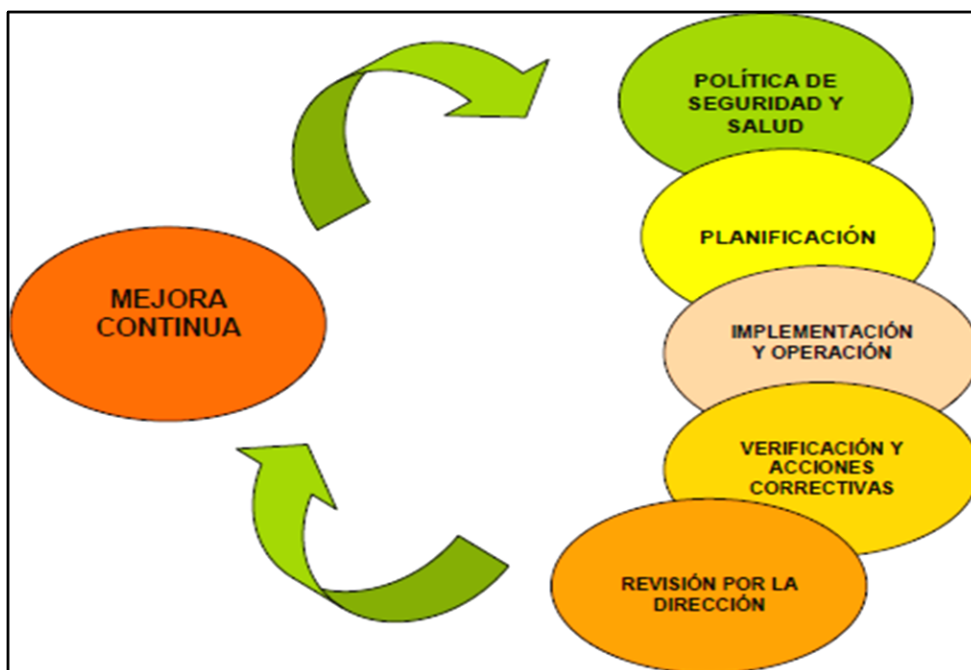 POLÍTICA DE
SEGURIDAD Y
SALUD
PLANIFICACIÓN
MEJORA
CONTINUA
IMPLEMENTACIÓN
Y OPERACIÓN
VERIFICACIÓN Y
ACCIONES
CORRECTIVAS
REVISIÓN POR LA
DIRECCIÓN